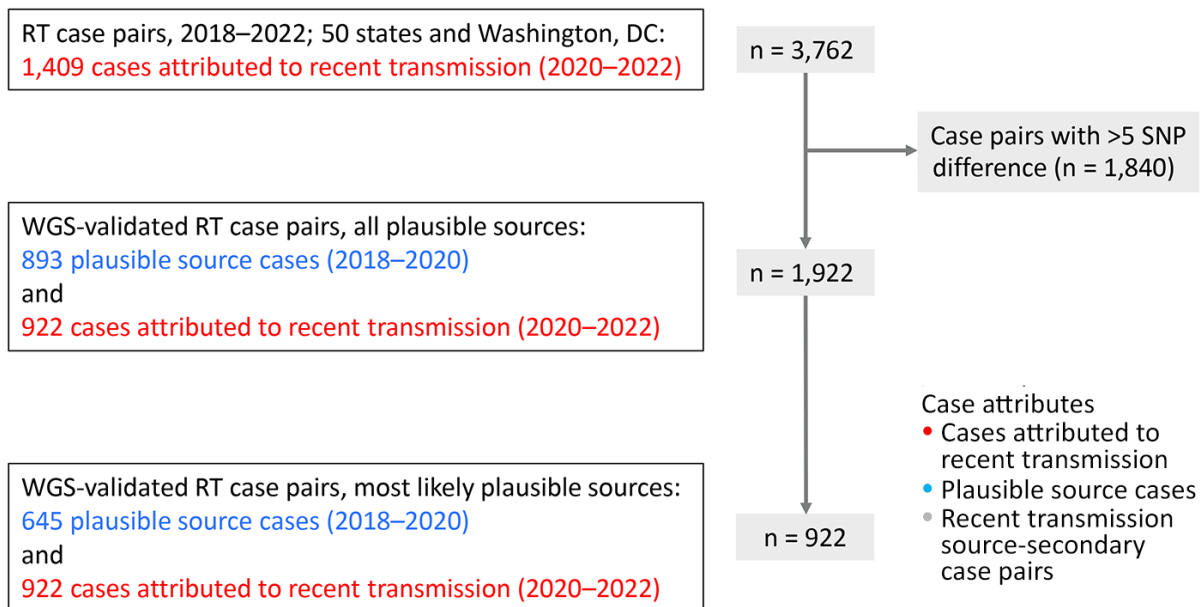 RT case pairs, 2018–2022; 50 states and Washington, DC:
1,409 cases attributed to recent transmission (2020–2022)
n = 3,762
Case pairs with >5 SNP
difference (n = 1,840)
WGS-validated RT case pairs, all plausible sources:
893 plausible source cases (2018–2020)
and
922 cases attributed to recent transmission (2020–2022)
n = 1,922
WGS-validated RT case pairs, most likely plausible sources:
645 plausible source cases (2018–2020)
and
922 cases attributed to recent transmission (2020–2022)
n = 922
Case attributes
• Cases attributed to
recent transmission
• Plausible source cases
• Recent transmission
source-secondary
case pairs